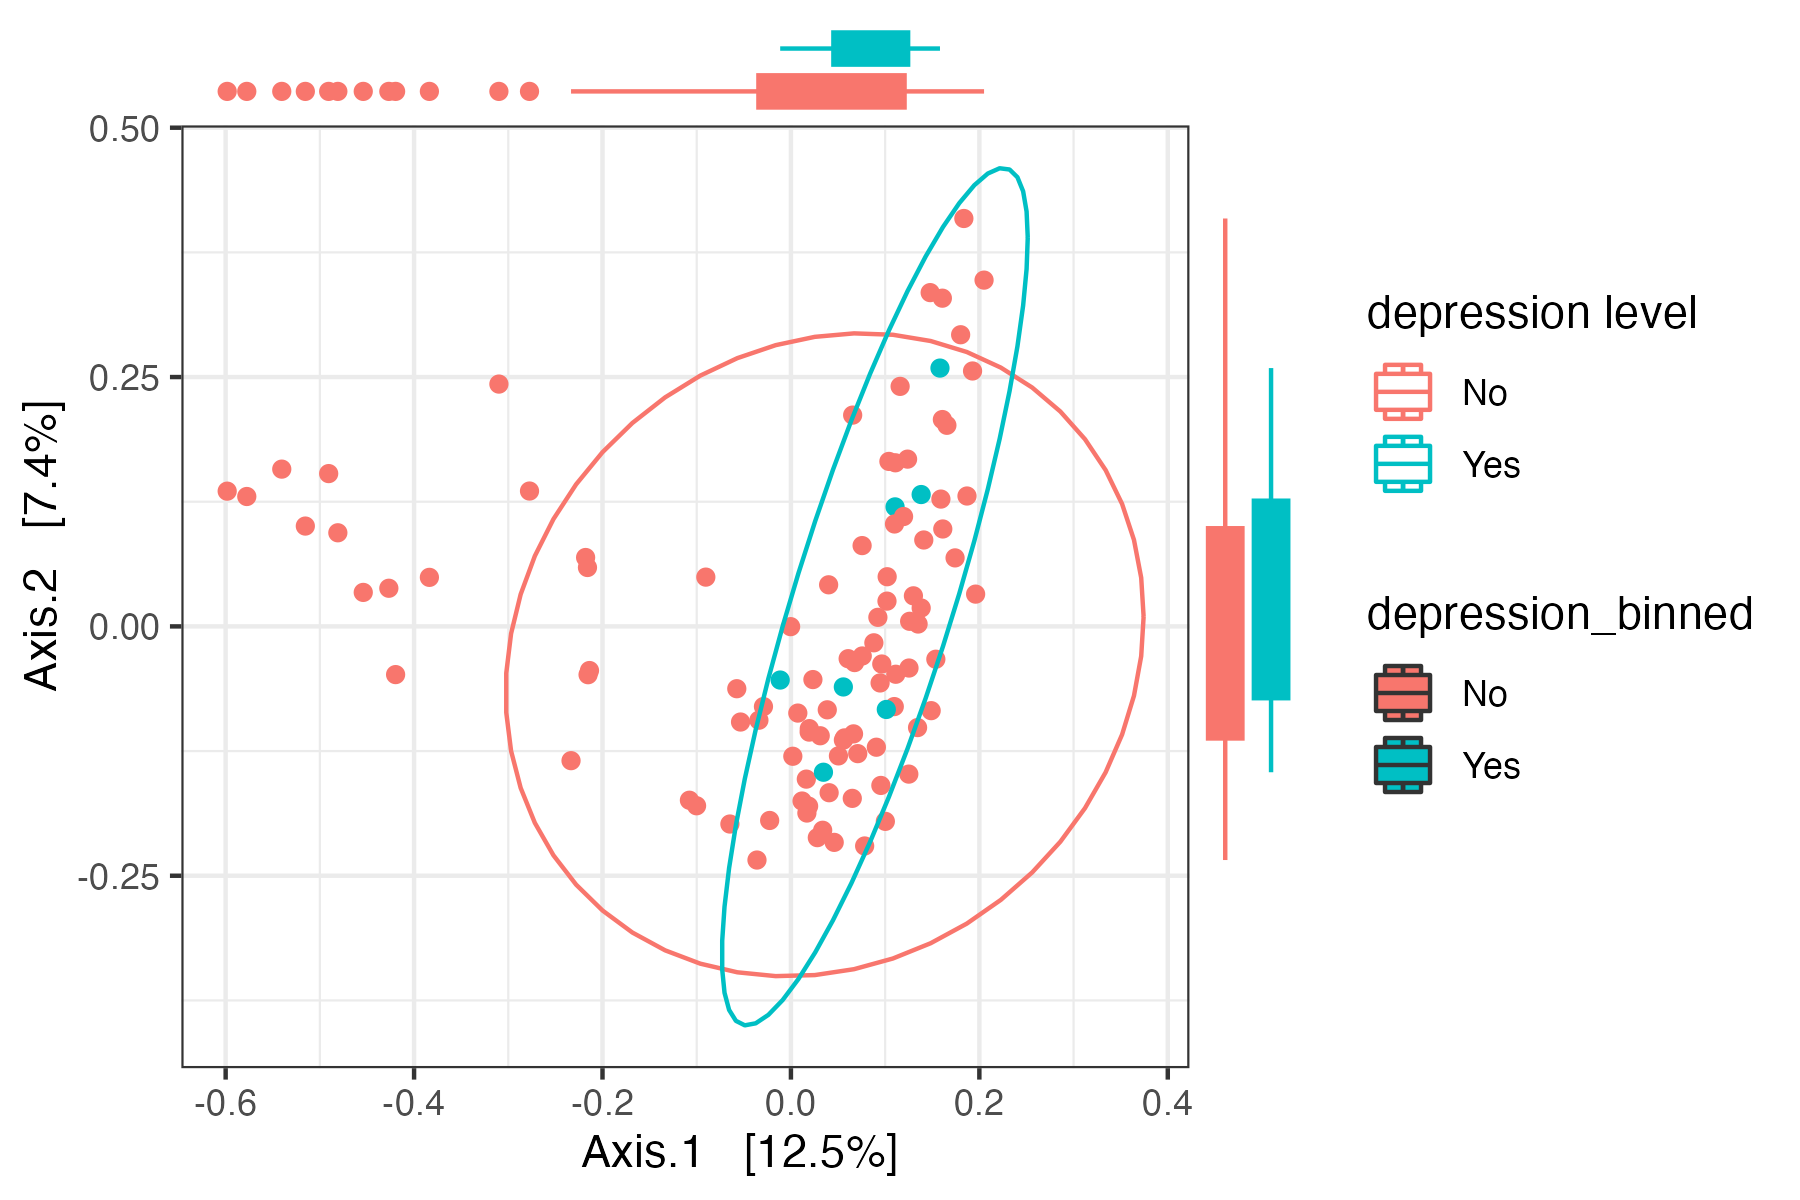 0.50
0.25
0.00
-0.25
Axis.2 [7.4%]
-0.6 -0.4 -0.2 0.0 0.2 0.4
Axis.1 [12.5%]
depression level
No
Yes
depression_binned
No
Yes